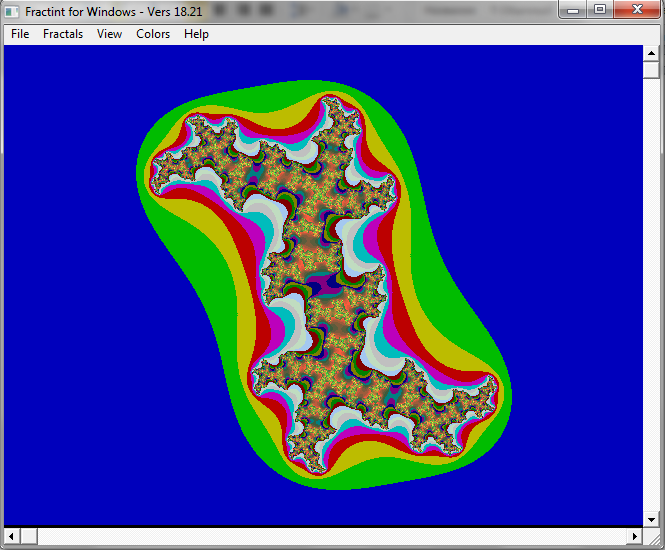 Fractint for Windows - Vers 18.21
File Fractals View Colors Help